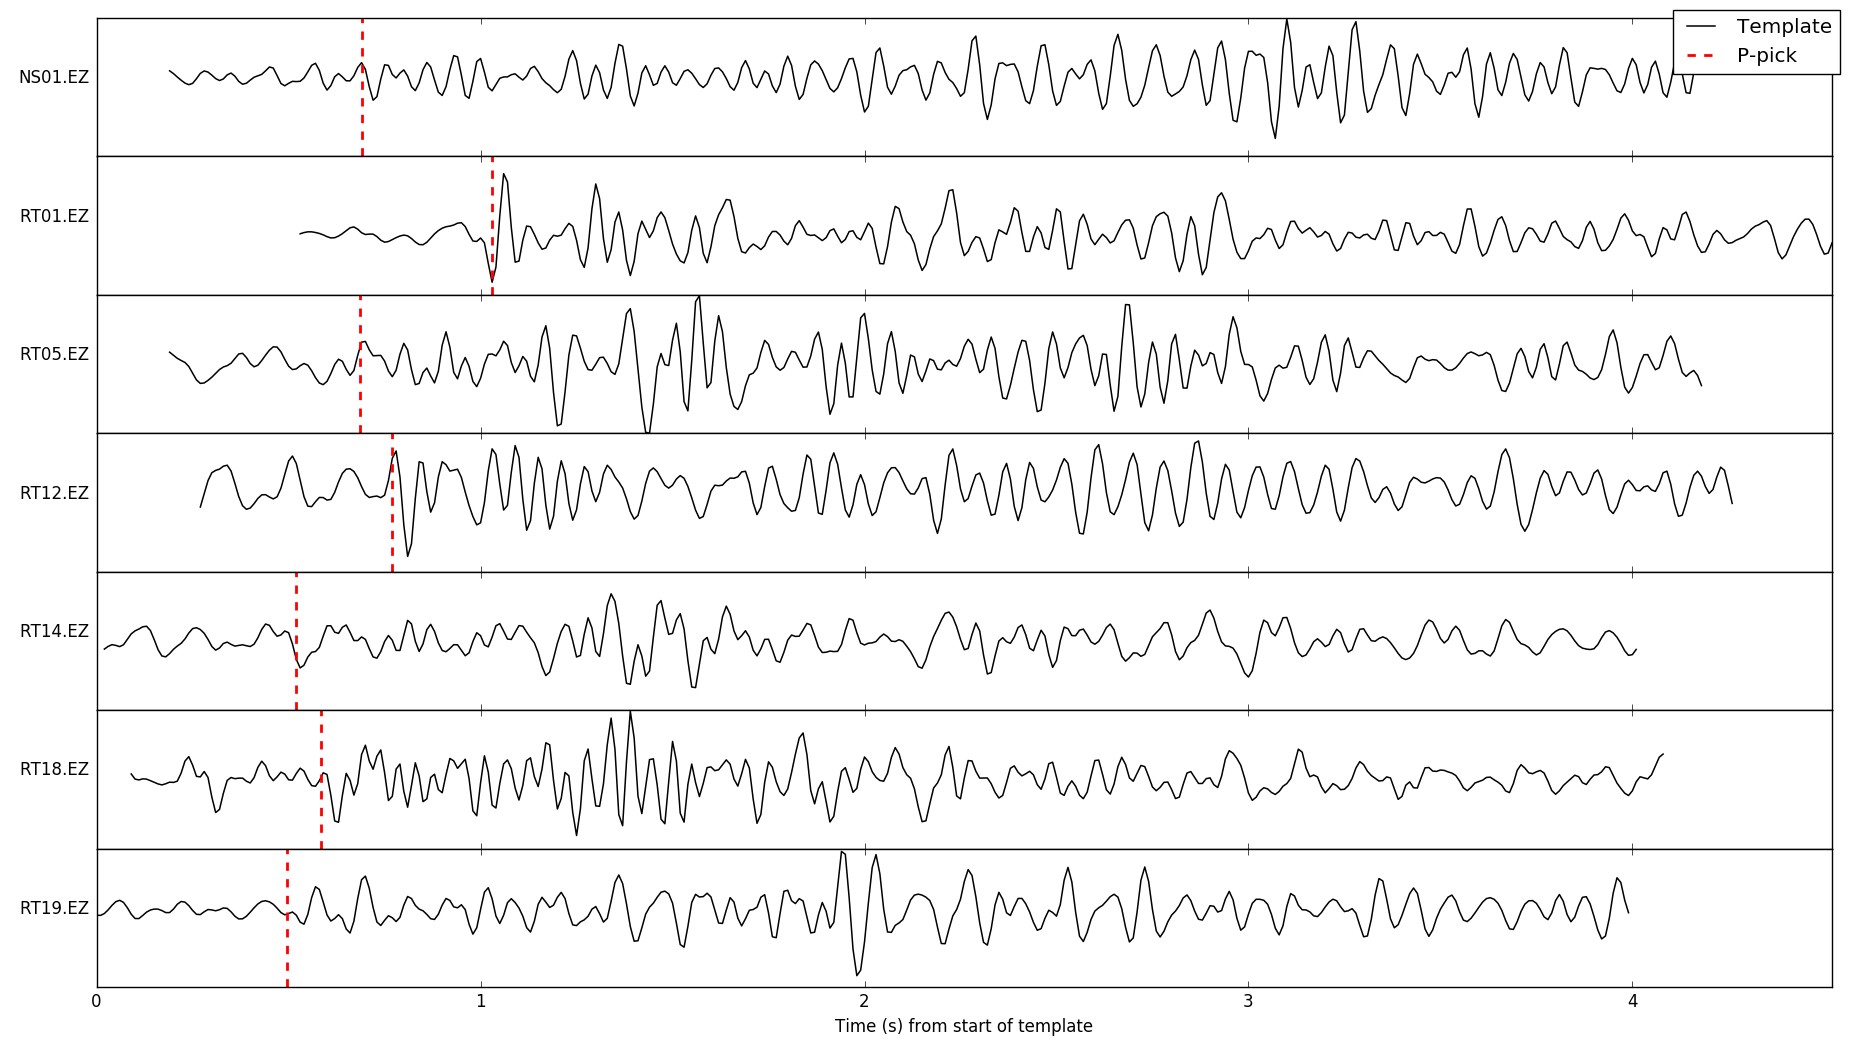 Template
P-pick
NS01.EZ
RT01.EZ
RT05.EZ
RT12.EZ
RT14.EZ
RT18.EZ
RT19.EZ
0 1 2 3 4
Time (s) from start of template